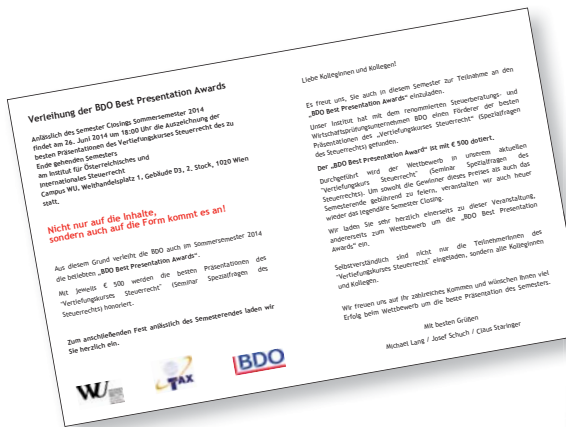 Verleihung der BDO Best Presentation Awards
Anlässlich des Semester Closings Sommersemester 2014
findet am 26. Juni 2014 um 18:00 Uhr die Auszeichnung der
besten Präsentationen des Vertiefungskurses Steuerrecht des zu
Ende gehenden Semesters
am Institut für Österreichisches und
Internationales Steuerrecht
Campus WU, Welthandelsplatz 1, Gebäude D3, 2. Stock, 1020 Wien
statt.
Nicht nur auf die Inhalte,
sondern auch auf die Form kommt es an!
Aus diesem Grund verleiht die BDO auch im Sommersemester 2014
die beliebten „BDO Best Presentation Awards“.
Mit jeweils € 500 werden die besten Präsentationen des
"Vertiefungskurses Steuerrecht" (Seminar Spezialfragen des
Steuerrechts) honoriert.
Zum anschließenden Fest anlässlich des Semesterendes laden wir
Sie herzlich ein.
WU
TAX
BDO
Liebe Kolleginnen und Kollegen!
Es freut uns, Sie auch in diesem Semester zur Teilnahme an den
„BDO Best Presentation Awards“ einzuladen.
Unser Institut hat mit dem renommierten Steuerberatungs- und
Wirtschaftsprüfungsunternehmen BDO einen Förderer der besten
Präsentationen des „Vertiefungskurs Steuerrecht“ (Spezialfragen
des Steuerrechts) gefunden.
Der „BDO Best Presentation Award“ ist mit € 500 dotiert.
Durchgeführt wird der Wettbewerb in unserem aktuellen
"Vertiefungskurs Steuerrecht" (Seminar Spezialfragen des
Steuerrechts). Um sowohl die Gewinner dieses Preises als auch das
Semesterende gebührend zu feiern, veranstalten wir auch heuer
wieder das legendäre Semester Closing.
Wir laden Sie sehr herzlich einerseits zu dieser Veranstaltung,
andererseits zum Wettbewerb um die „BDO Best Presentation
Awards“ ein.
Selbstverständlich sind nicht nur die TeilnehmerInnen des
"Vertiefungskurs Steuerrecht" eingeladen, sondern alle Kolleginnen
und Kollegen.
Wir freuen uns auf Ihr zahlreiches Kommen und wünschen Ihnen viel
Erfolg beim Wettbewerb um die beste Präsentation des Semesters.
Mit besten Grüßen
Michael Lang / Josef Schuch / Claus Staringer